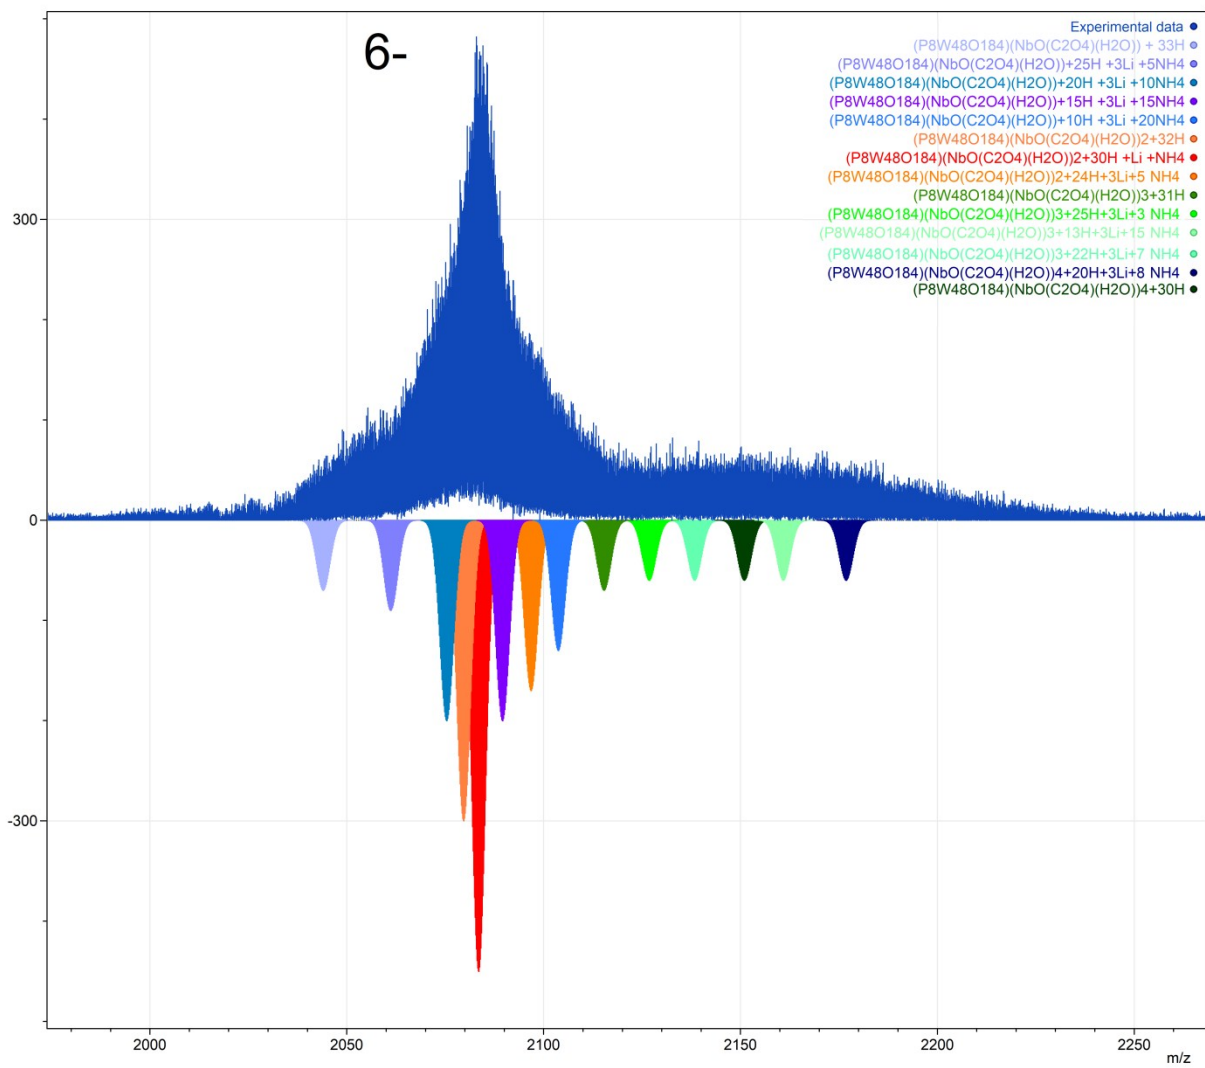 6-
Experimental data
(P8W48O184)(NbO(C2O4)(H2O)) + 33H
(P8W48O184)(NbO(C2O4)(H2O))+25H +3Li +5NH4
(P8W48O184)(NbO(C2O4)(H2O))+20H +3Li +10NH4
(P8W48O184)(NbO(C2O4)(H2O))+15H +3Li +15NH4
(P8W48O184)(NbO(C2O4)(H2O))+10H +3Li +20NH4
(P8W48O184)(NbO(C2O4)(H2O))2+32H
(P8W48O184)(NbO(C2O4)(H2O))2+30H +Li +NH4
(P8W48O184)(NbO(C2O4)(H2O))2+24H+3Li+5 NH4
(P8W48O184)(NbO(C2O4)(H2O))3+31H
(P8W48O184)(NbO(C2O4)(H2O))3+25H+3Li+3 NH4
(P8W48O184)(NbO(C2O4)(H2O))3+13H+3Li+15 NH4
(P8W48O184)(NbO(C2O4)(H2O))3+22H+3Li+7 NH4
(P8W48O184)(NbO(C2O4)(H2O))4+20H+3Li+8 NH4
(P8W48O184)(NbO(C2O4)(H2O))4+30H
300
0
-300
2000 2050 2100 2150 2200 2250
m/z